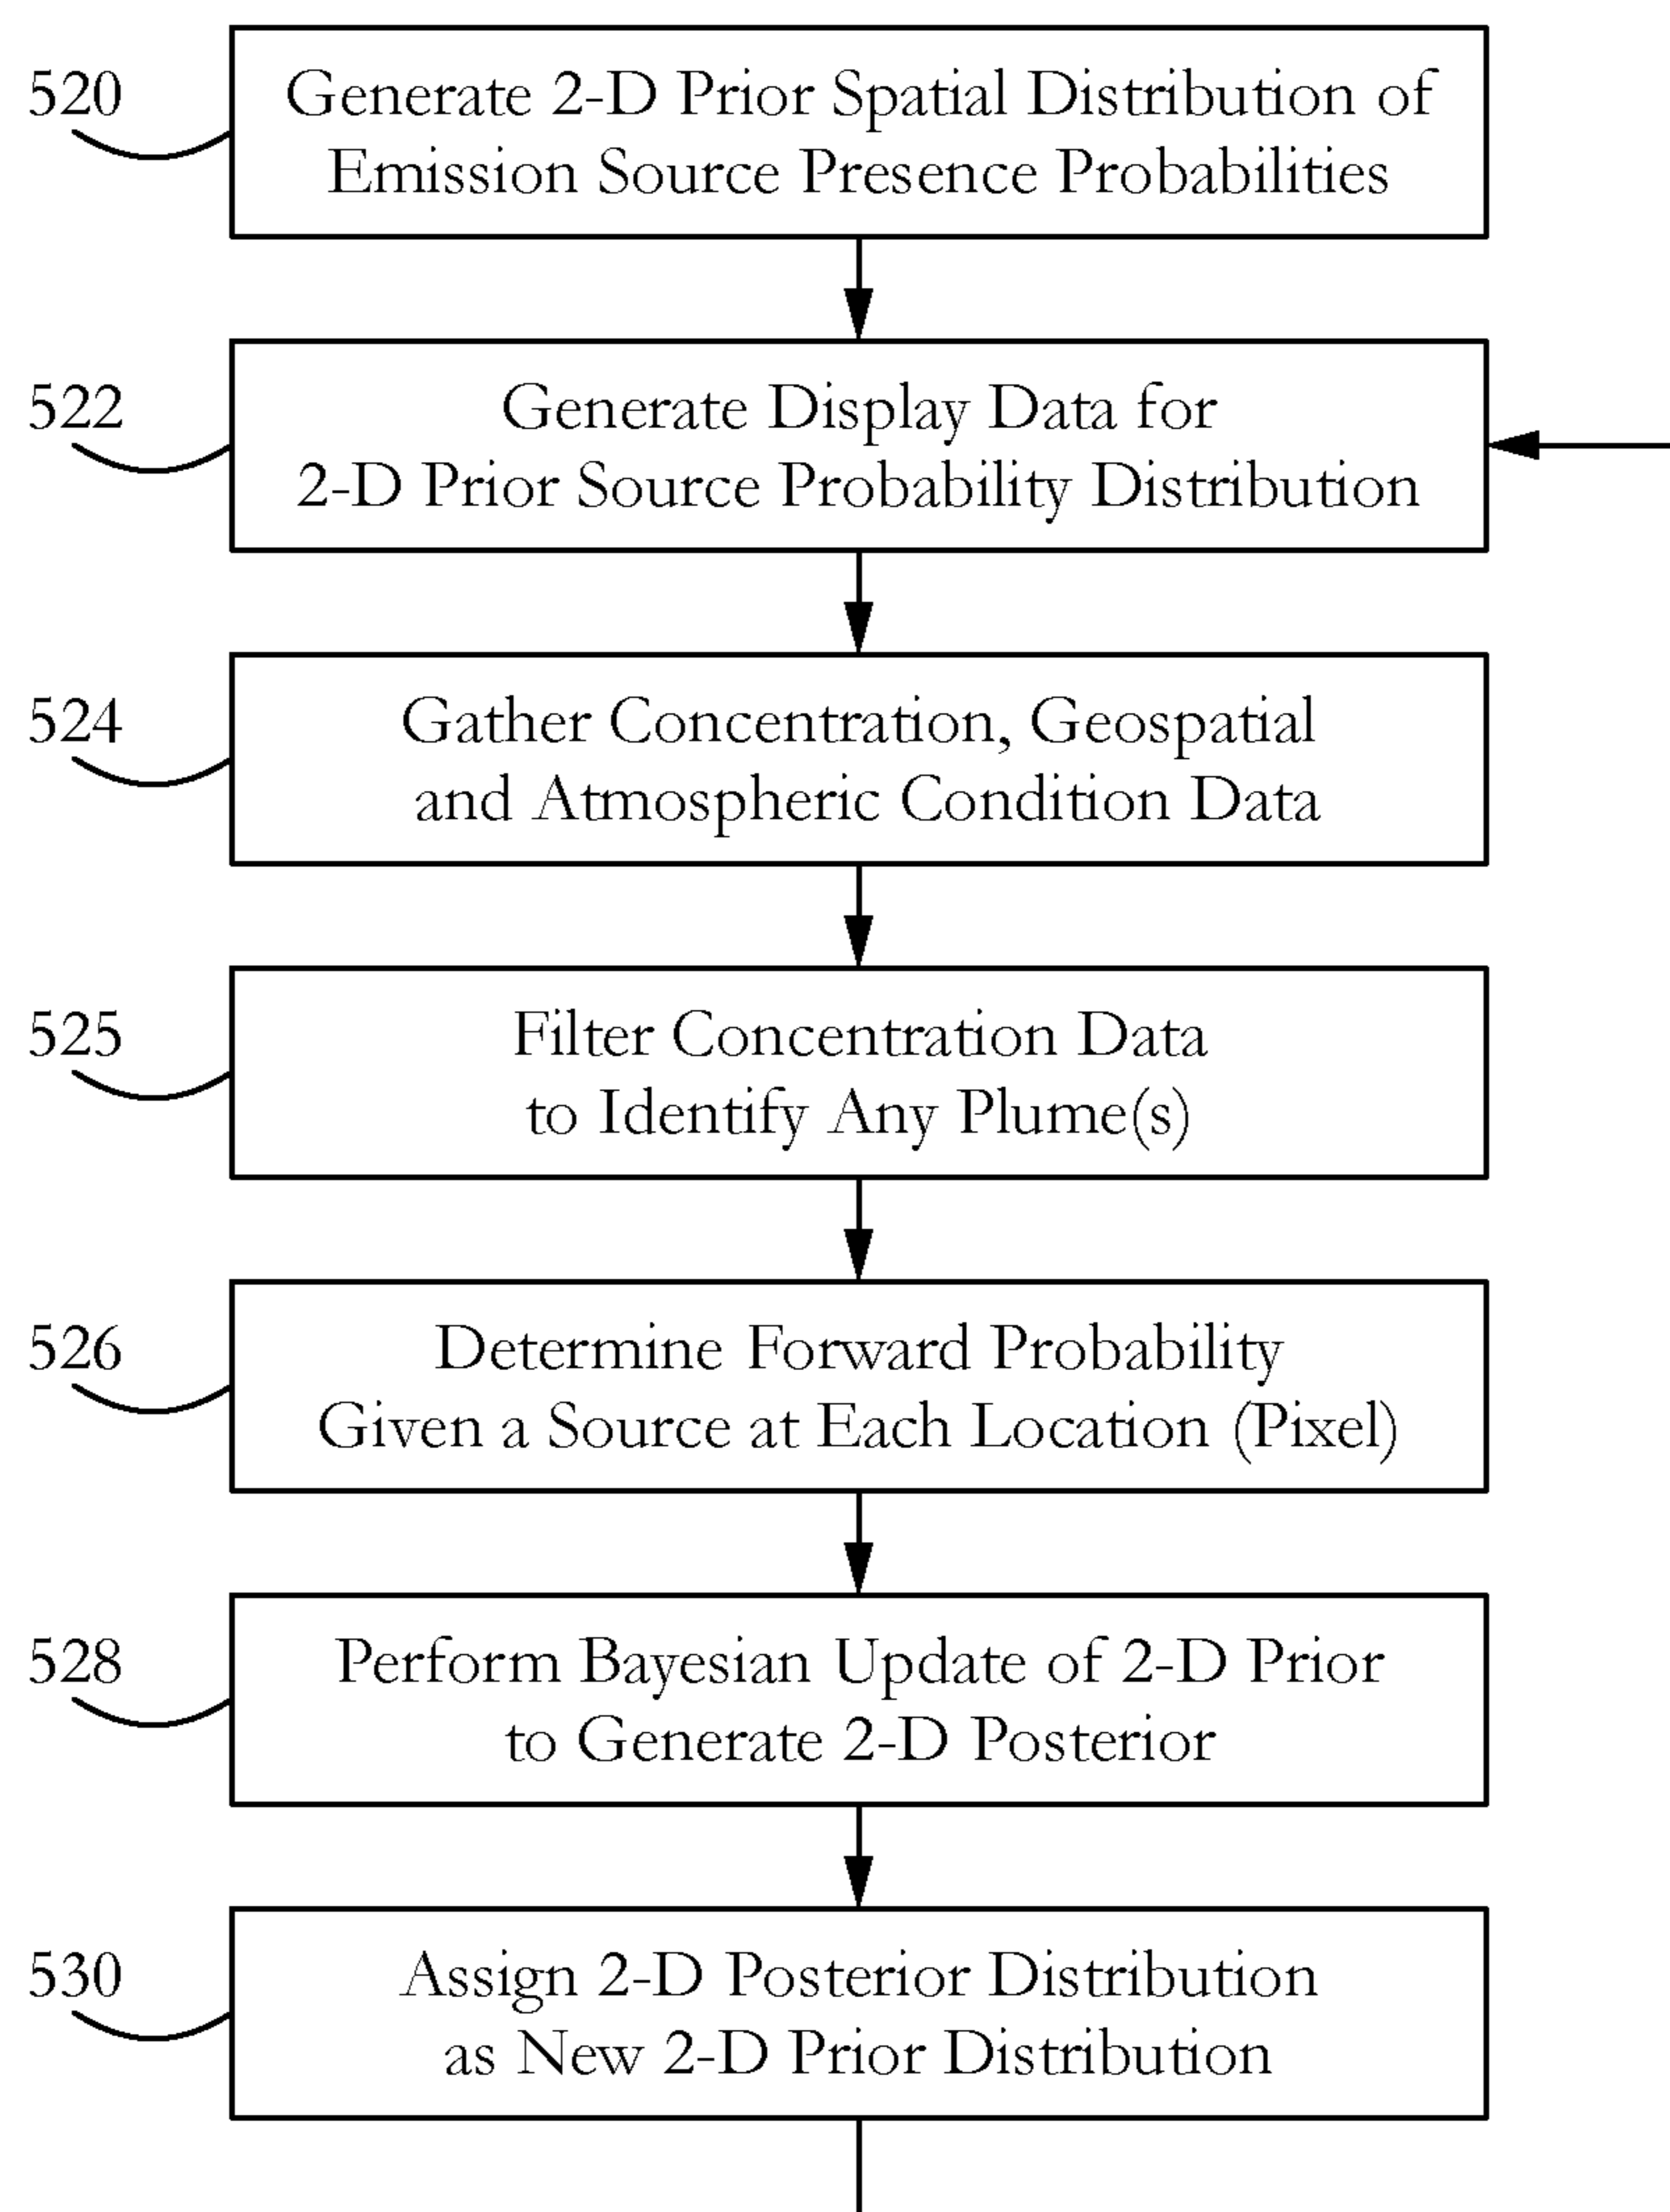 520
Generate 2-D Prior Spatial Distribution of
Emission Source Presence Probabilities
522
Generate Display Data for
2-D Prior Source Probability Distribution
524
Gather Concentration, Geospatial
and Atmospheric Condition Data
525
Filter Concentration Data
to Identify Any Plume(s)
526
Determine Forward Probability
Given a Source at Each Location (Pixel)
528
Perform Bayesian Update of 2-D Prior
to Generate 2-D Posterior
530
Assign 2-D Posterior Distribution
as New 2-D Prior Distribution